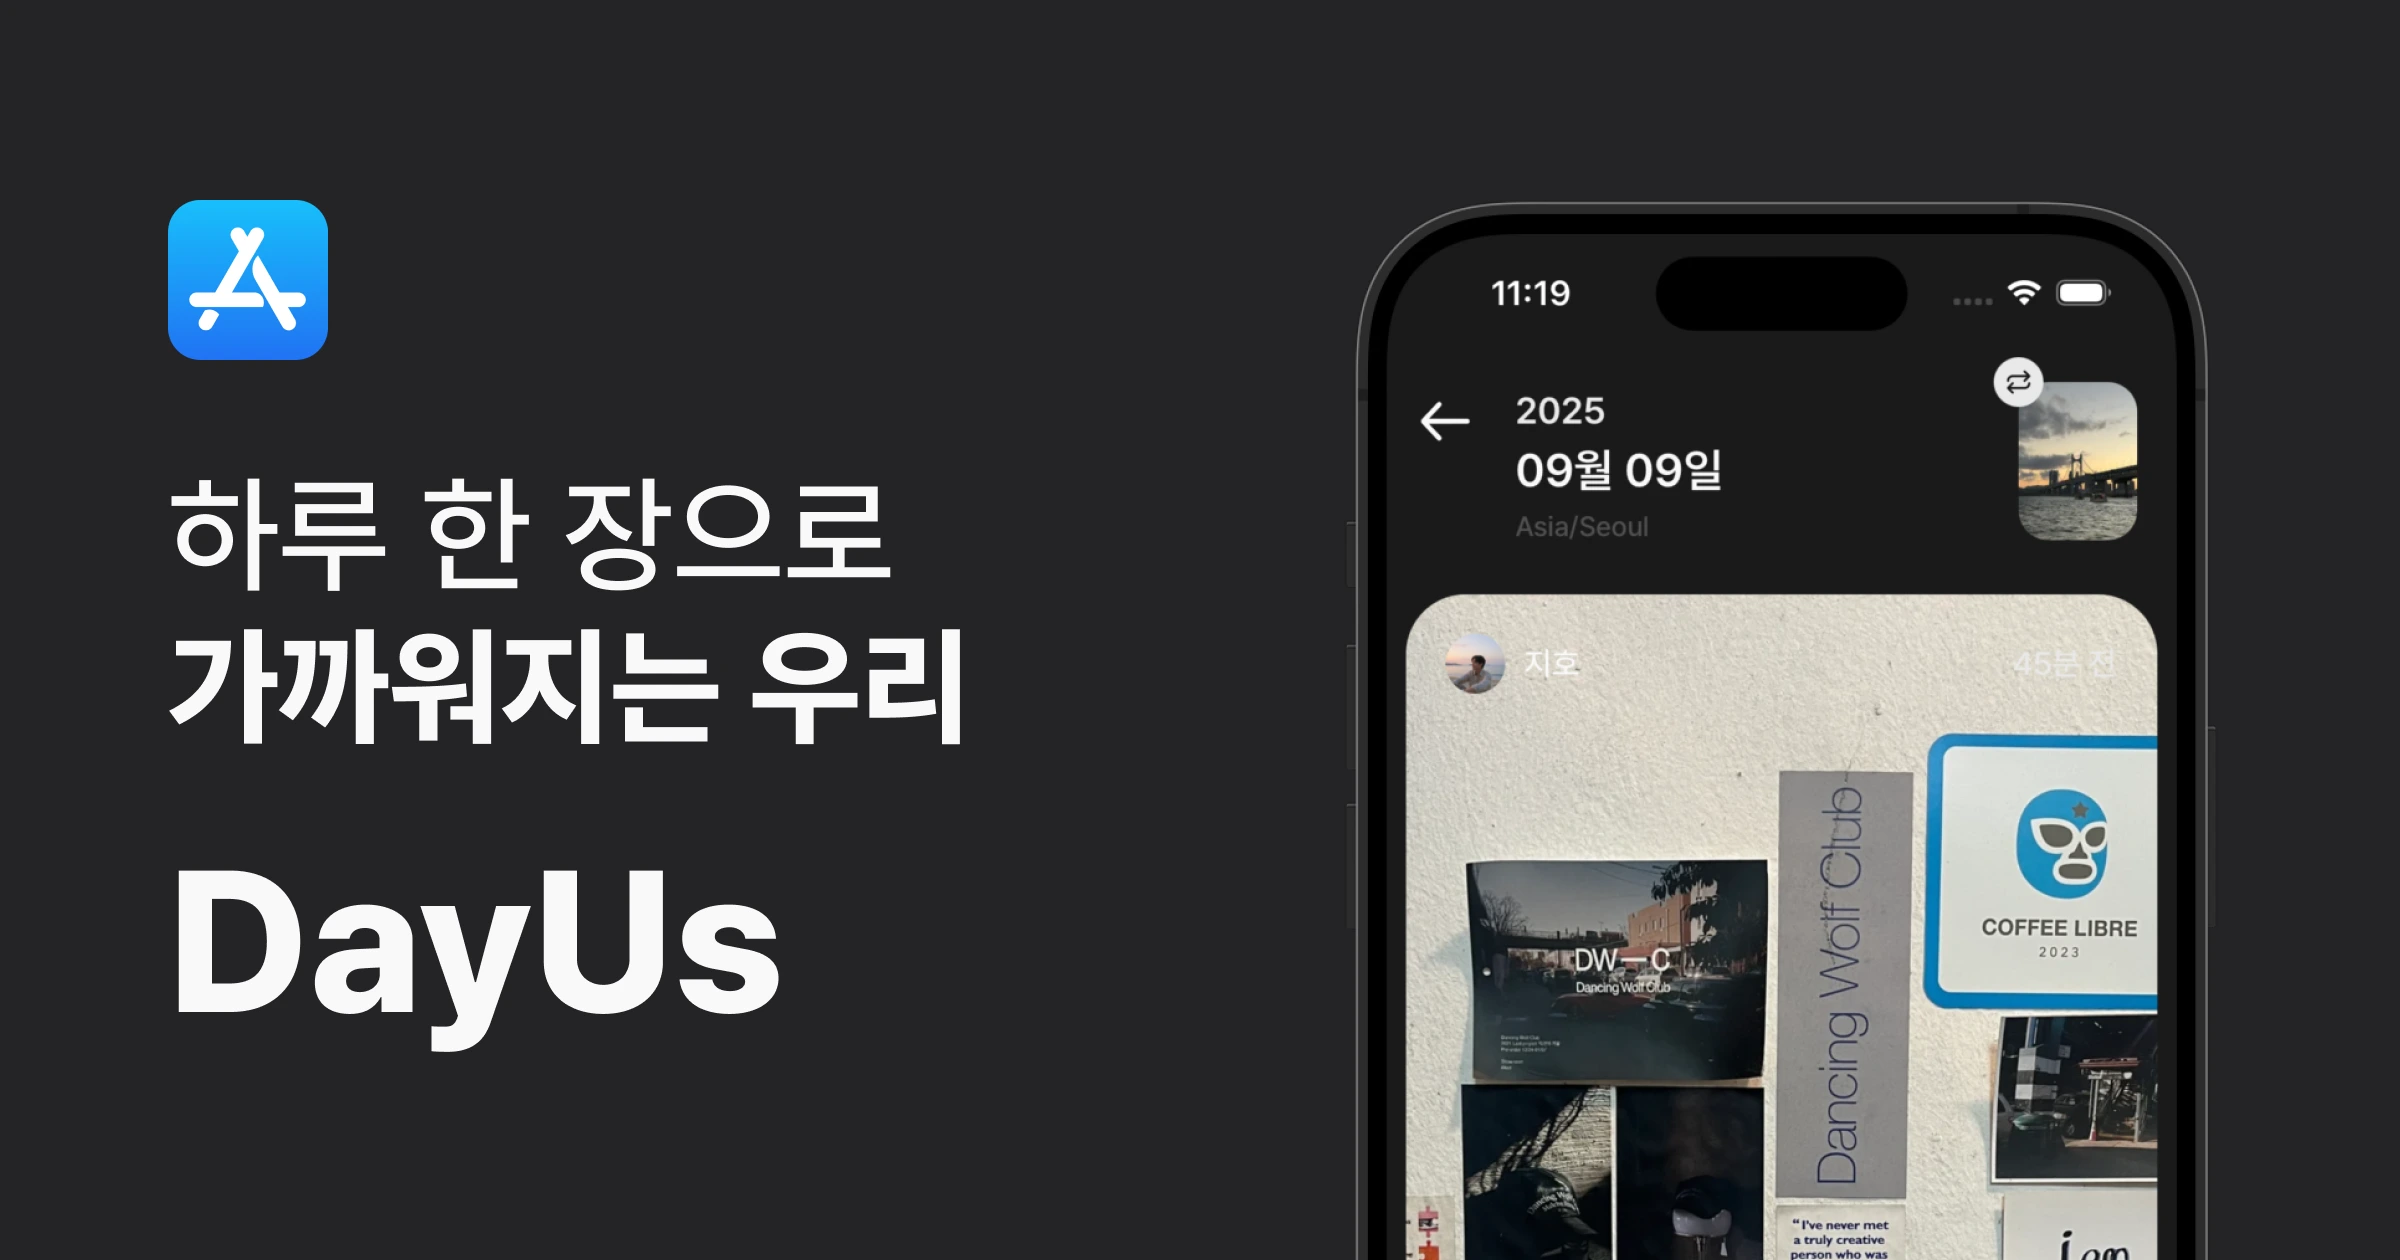 하루 한 장으로
가까워지는 우리
DayUs
11:19
2025
09월 09일
Asia/Seoul
지호
45분 전
COFFEE LIBRE
2023
DW—C
Dancing Wolf Club
Dancing Wolf Club
“I've never met
a truly creative
person who was
i am